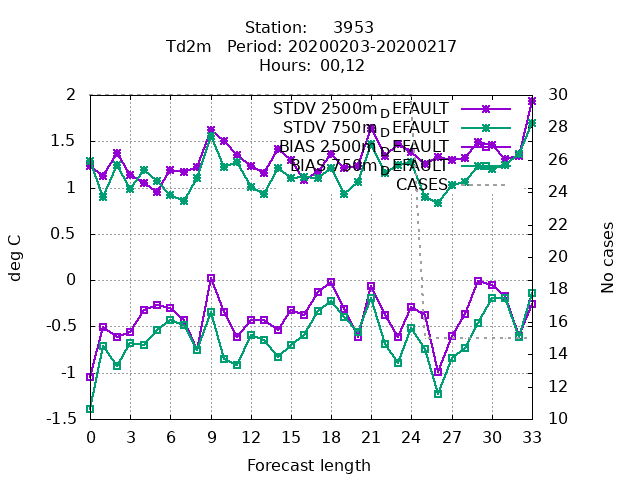 Station: 3953
Td2m Period: 20200203-20200217
Hours: 00,12
STDV 2500m_DEFAULT
STDV 750m_DEFAULT
BIAS 2500m_DEFAULT
BIAS 750m_DEFAULT
CASES
2
1.5
1
0.5
0
-0.5
-1
-1.5
deg C
30
28
26
24
22
20
18
16
14
12
10
No cases
0 3 6 9 12 15 18 21 24 27 30 33
Forecast length